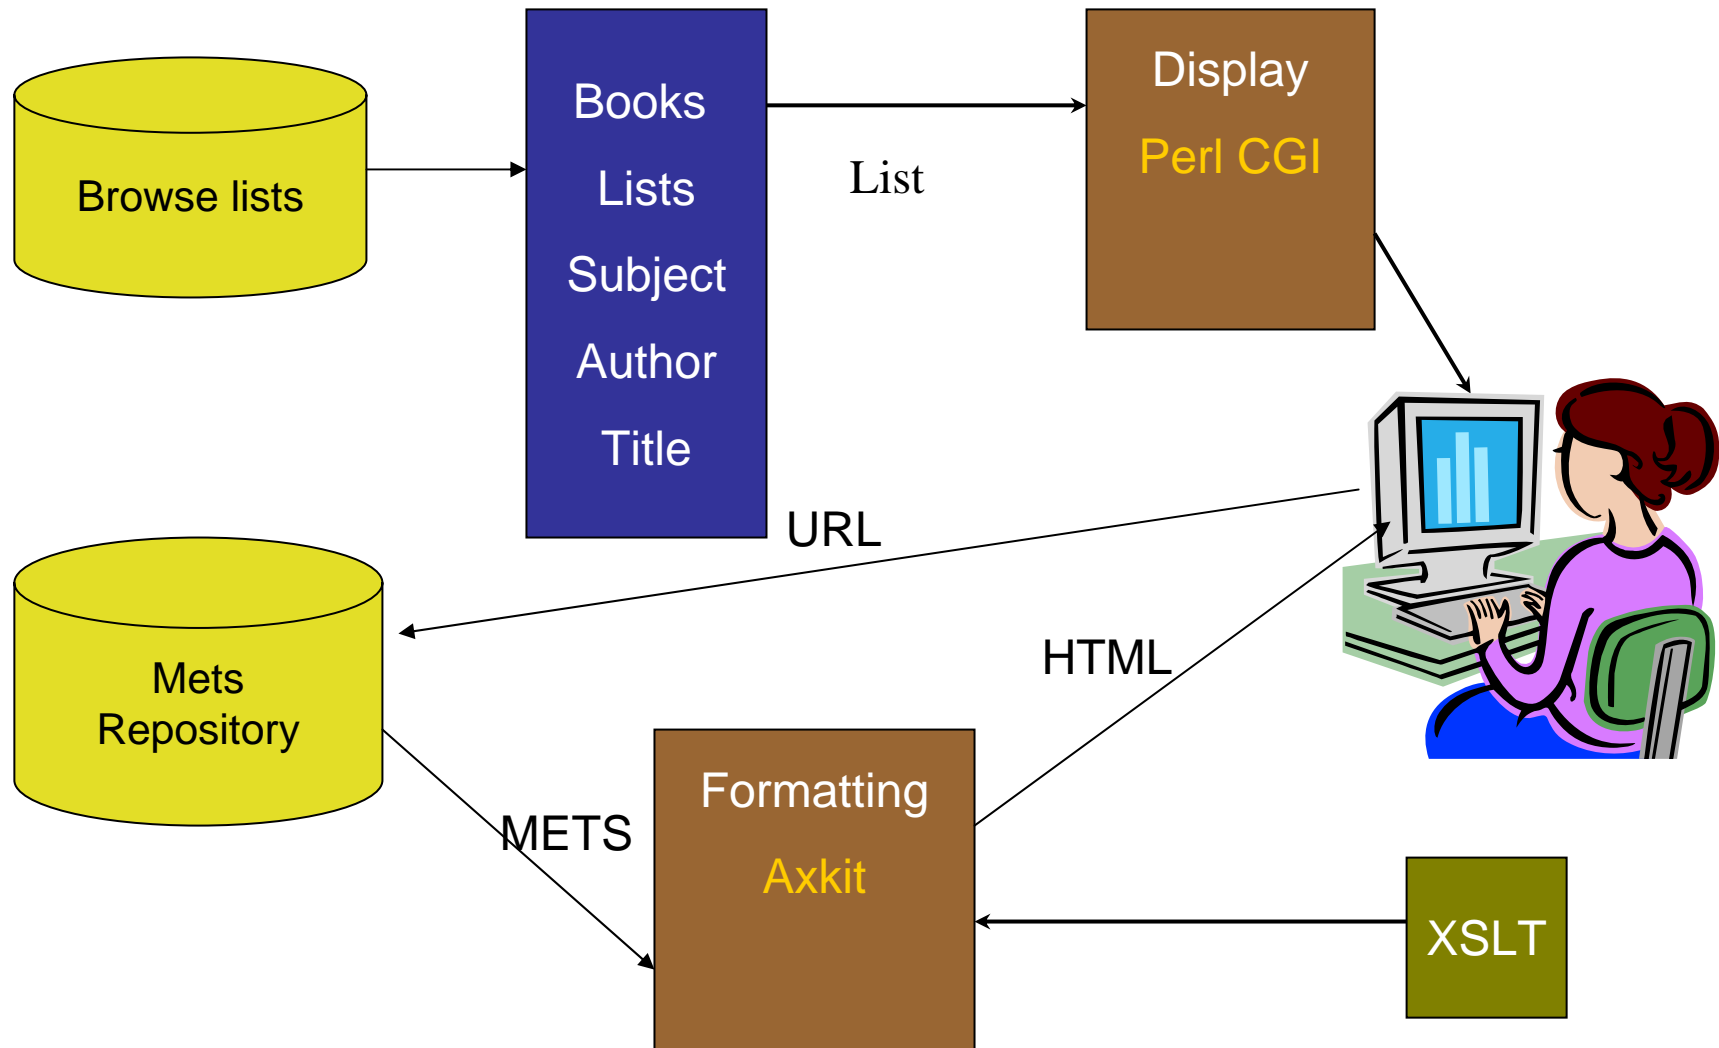 Browse lists
Books
Lists
Subject
Author
Title
List
Display
Perl CGI
URL
Mets
Repository
METS
HTML
Formatting
Axkit
XSLT